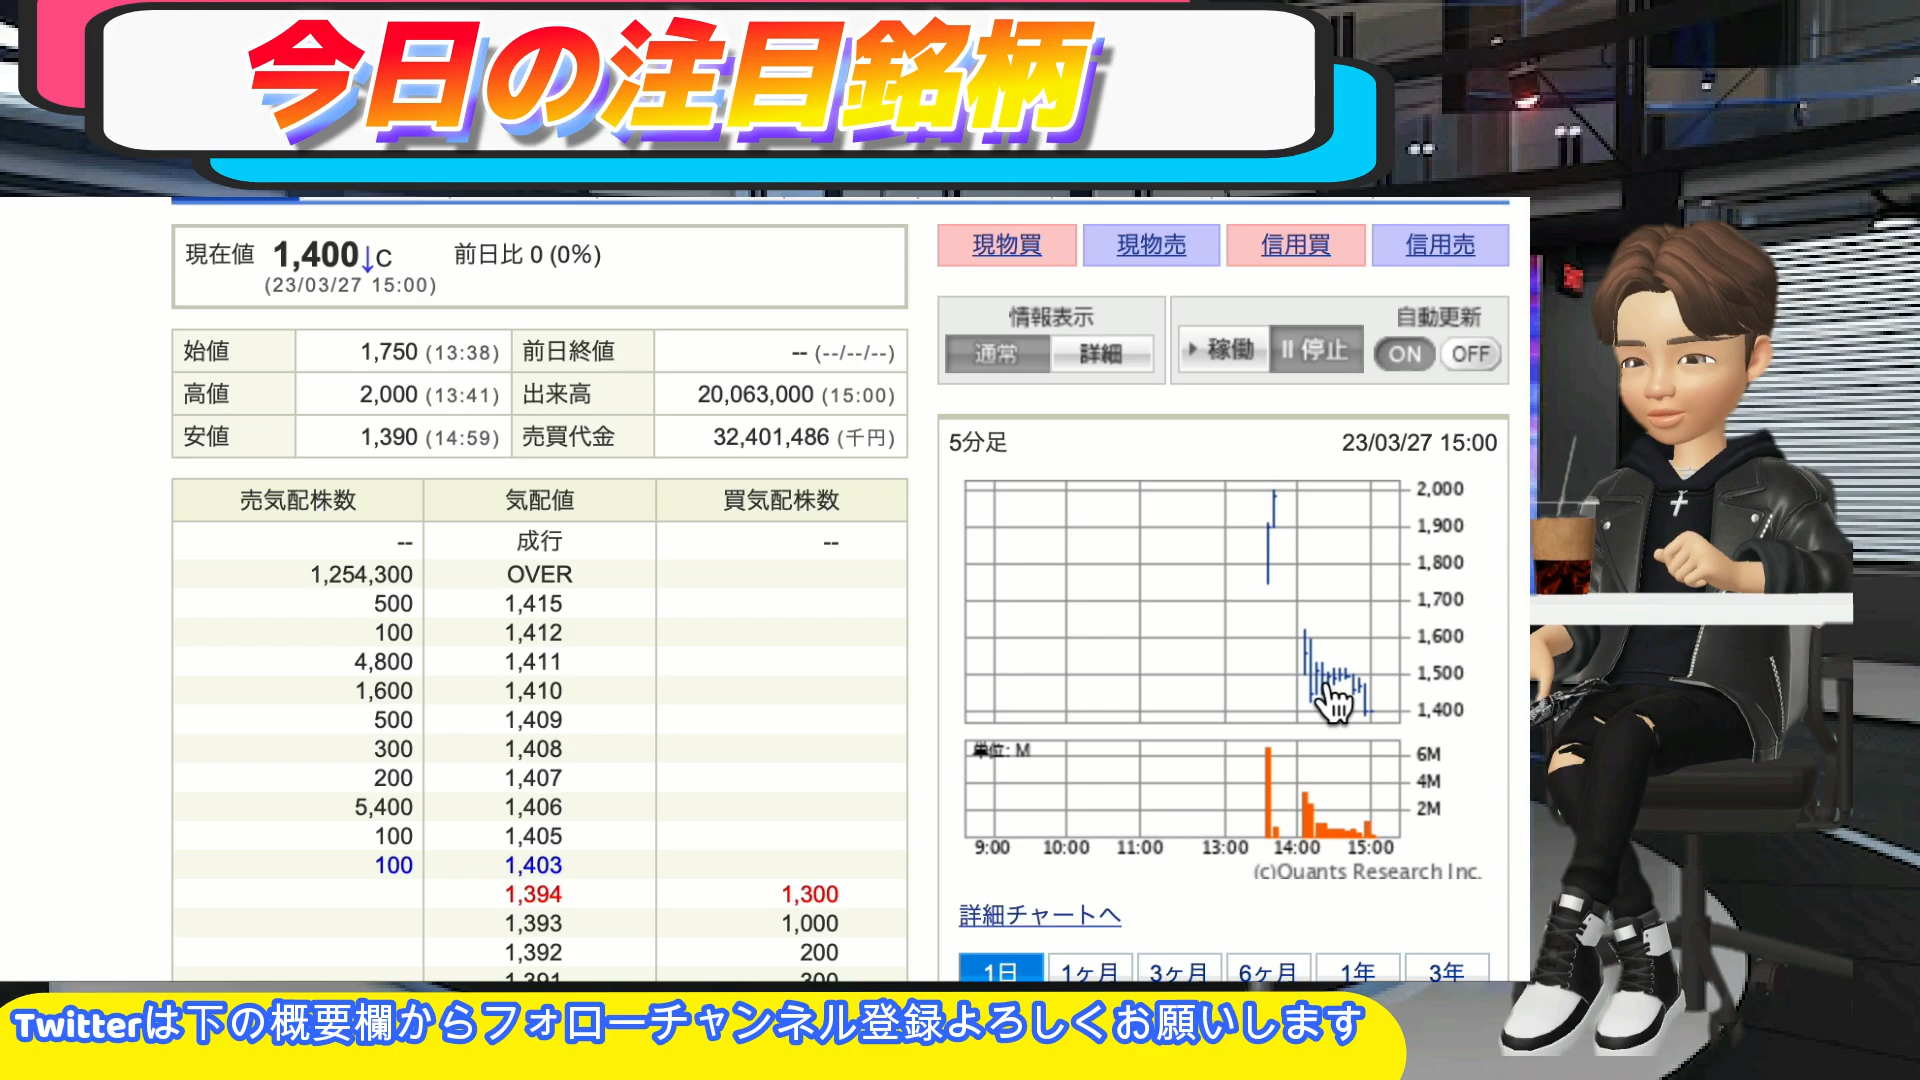 今日の注目銘柄
現在値 1,400↓C 前日比 0 (0%)
(23/03/27 15:00)
現物買 現物売 信用買 信用売
情報表示 自動更新
通常 詳細 稼働 停止 ON OFF
始値 1,750 (13:38) 前日終値 -- (--/--/--)
高値 2,000 (13:41) 出来高 20,063,000 (15:00)
安値 1,390 (14:59) 売買代金 32,401,486 (千円)
5分足 23/03/27 15:00
売気配株数 気配値 買気配株数
-- 成行 --
1,254,300 OVER
500 1,415
100 1,412
4,800 1,411
1,600 1,410
500 1,409
300 1,408
200 1,407
5,400 1,406
100 1,405
100 1,403
1,394 1,300
1,393 1,000
1,392 200
1,391 300
2,000
1,900
1,800
1,700
1,600
1,500
1,400
単位: M
6M
4M
2M
9:00 10:00 11:00 13:00 14:00 15:00
(c)Quants Research Inc.
詳細チャートへ
1日 1ヶ月 3ヶ月 6ヶ月 1年 3年
Twitterは下の概要欄からフォローチャンネル登録よろしくお願いします